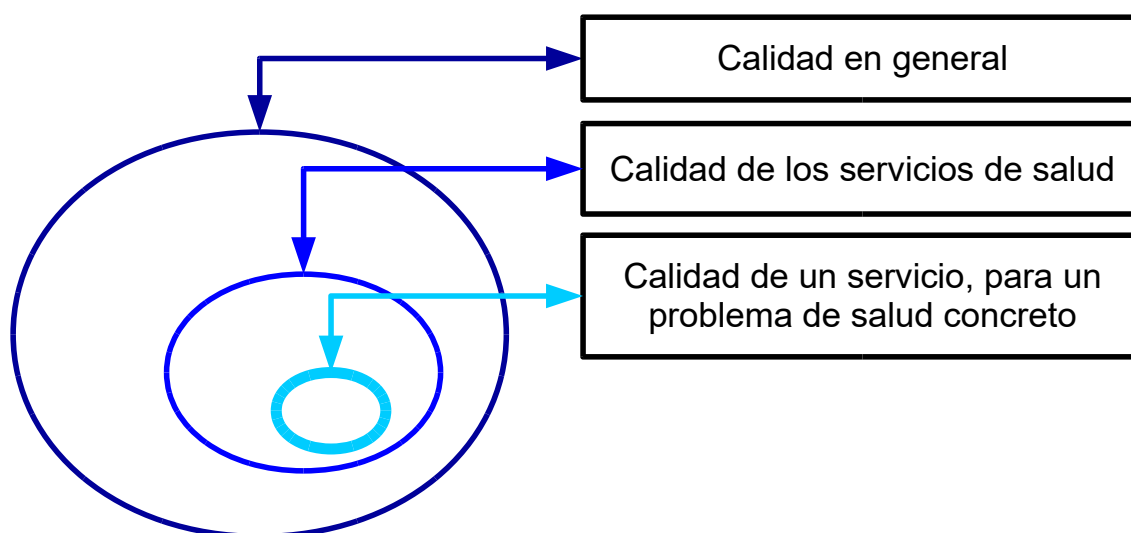 Calidad en general
Calidad de los servicios de salud
Calidad de un servicio, para un
problema de salud concreto